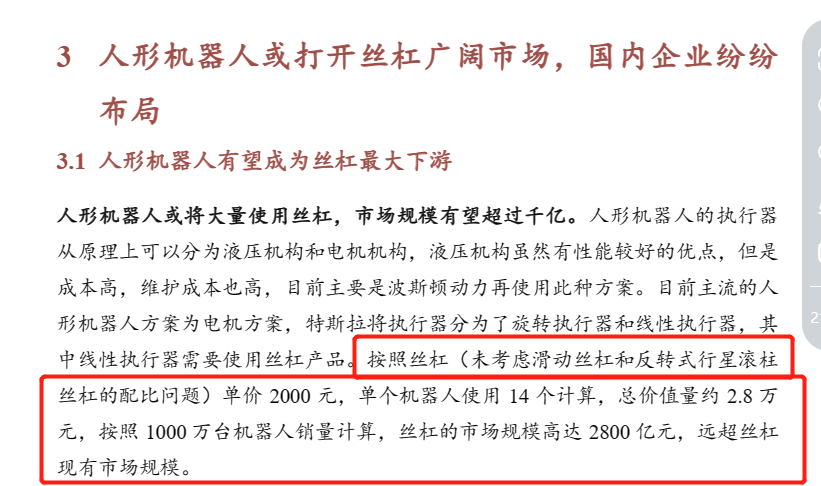 3 人形机器人或打开丝杠广阔市场，国内企业纷纷
布局
3.1 人形机器人有望成为丝杠最大下游
人形机器人或将大量使用丝杠，市场规模有望超过千亿。人形机器人的执行器
从原理上可以分为液压机构和电机机构，液压机构虽然有性能较好的优点，但是
成本高，维护成本也高，目前主要是波斯顿动力再使用此种方案。目前主流的人
形机器人方案为电机方案，特斯拉将执行器分为了旋转执行器和线性执行器，其
中线性执行器需要使用丝杠产品。按照丝杠（未考虑滑动丝杠和反转式行星滚柱
丝杠的配比问题）单价 2000 元，单个机器人使用 14 个计算，总价值量约 2.8 万
元，按照 1000 万台机器人销量计算，丝杠的市场规模高达 2800 亿元，远超丝杠
现有市场规模。